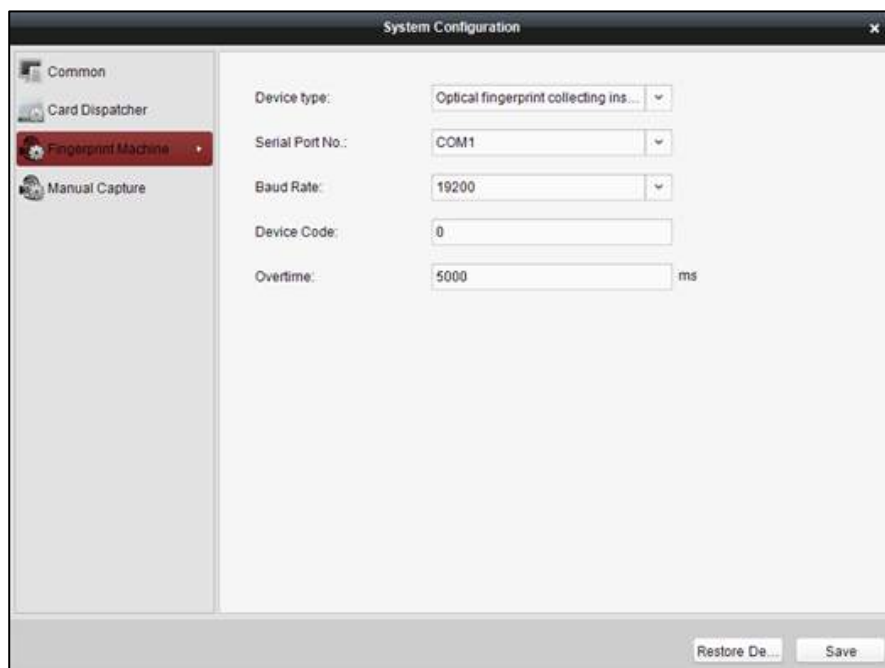 System Configuration
Common
Card Dispatcher
Fingerprint Machine
Manual Capture
Device type: Optical fingerprint collecting ins...
Serial Port No.: COM1
Baud Rate: 19200
Device Code: 0
Overtime: 5000 ms
Restore De... Save